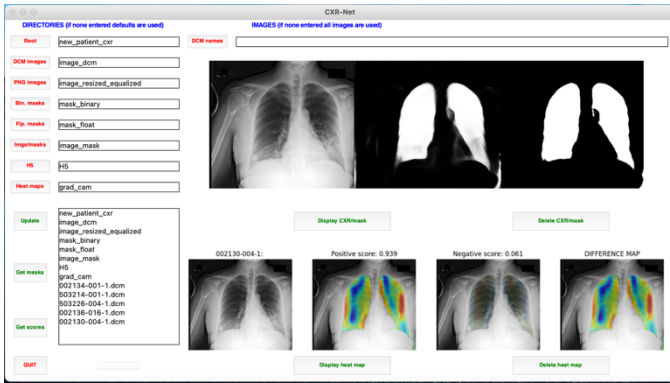 CXR-Net
DIRECTORIES (if none entered defaults are used)
IMAGES (if none entered all images are used)
Root
new_patient_cxr
DCM names
DCM images
image_dcm
PNG images
image_resized_equalized
Bin. masks
mask_binary
Flp. masks
mask_float
Imgs/masks
image_mask
H5
H5
Heat maps
grad_cam
Update
Get masks
Get scores
new_patient_cxr
image_dcm
image_resized_equalized
mask_binary
mask_float
image_mask
H5
grad_cam
002134-001-1.dcm
503214-001-1.dcm
503226-004-1.dcm
002136-016-1.dcm
002130-004-1.dcm
Display CXR/mask
Delete CXR/mask
002130-004-1:
Positive score: 0.939
Negative score: 0.061
DIFFERENCE MAP
QUIT
Display heat map
Delete heat map